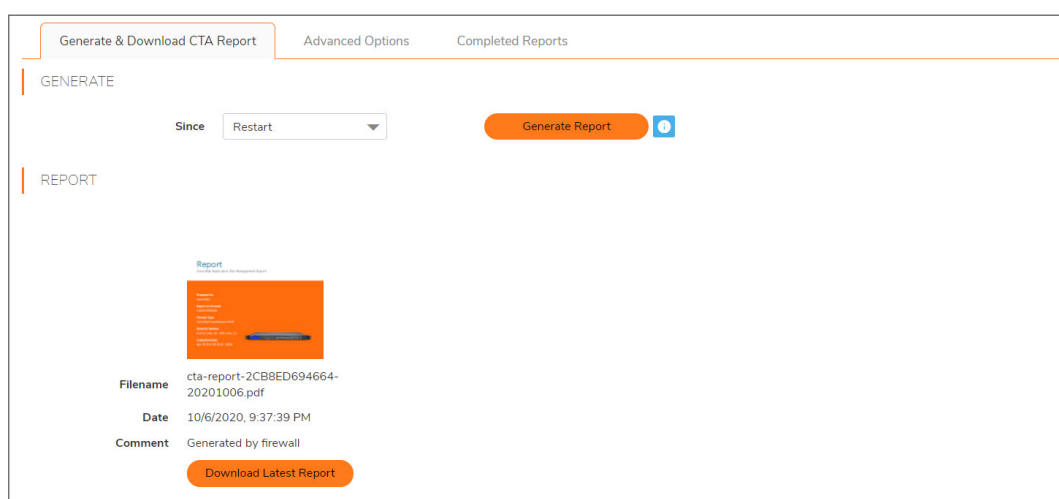 Generate & Download CTA Report
Advanced Options
Completed Reports
GENERATE
Since
Restart
Generate Report
REPORT
Report
Filename
cta-report-2CB8ED694664-
20201006.pdf
Date
10/6/2020, 9:37:39 PM
Comment
Generated by firewall
Download Latest Report